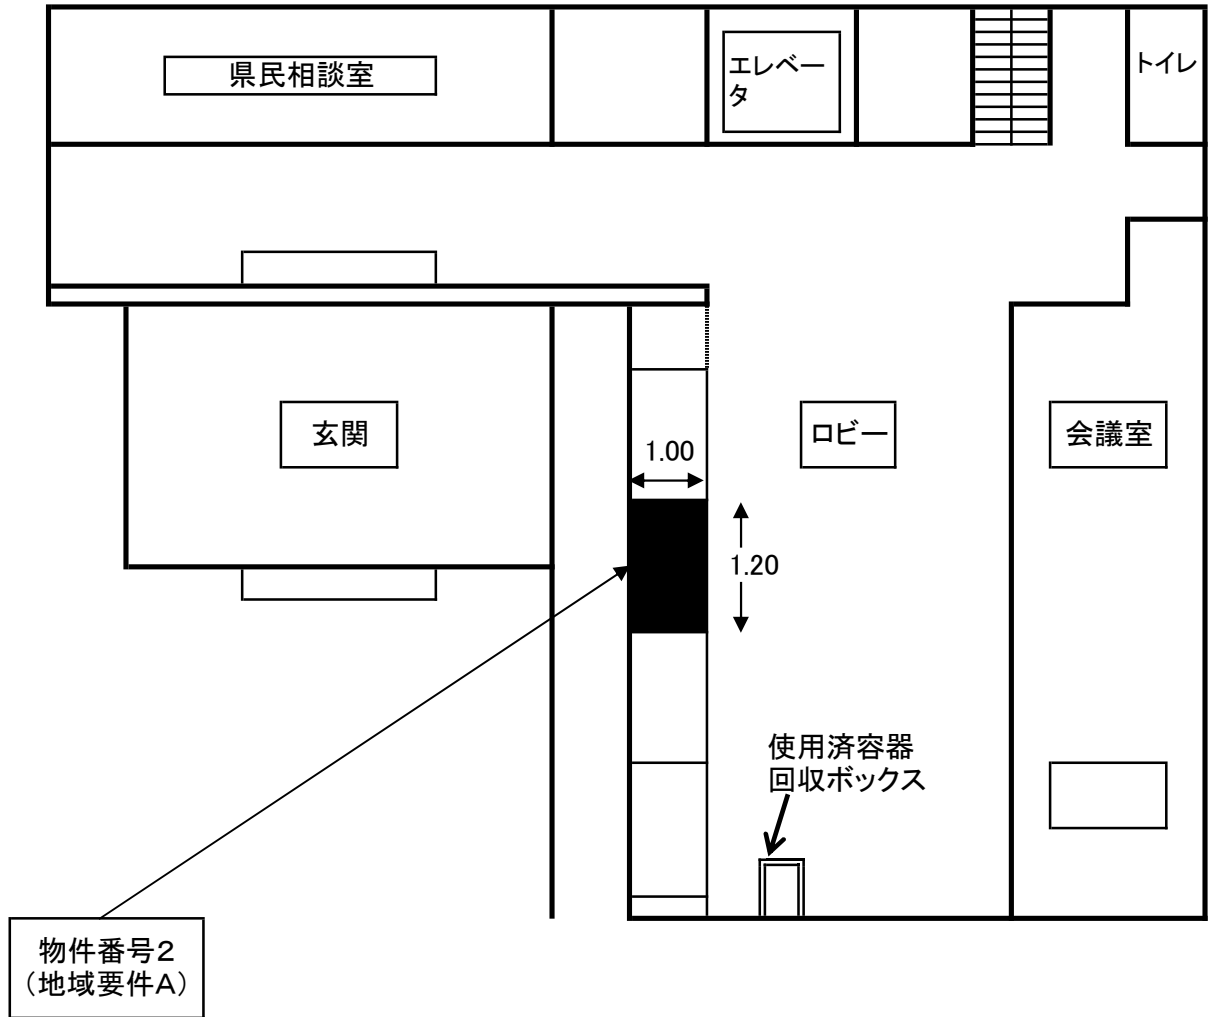 県民相談室
エレベー
タ
トイレ
玄関
ロビー
会議室
1.00
1.20
使用済容器
回収ボックス
物件番号2
(地域要件A)